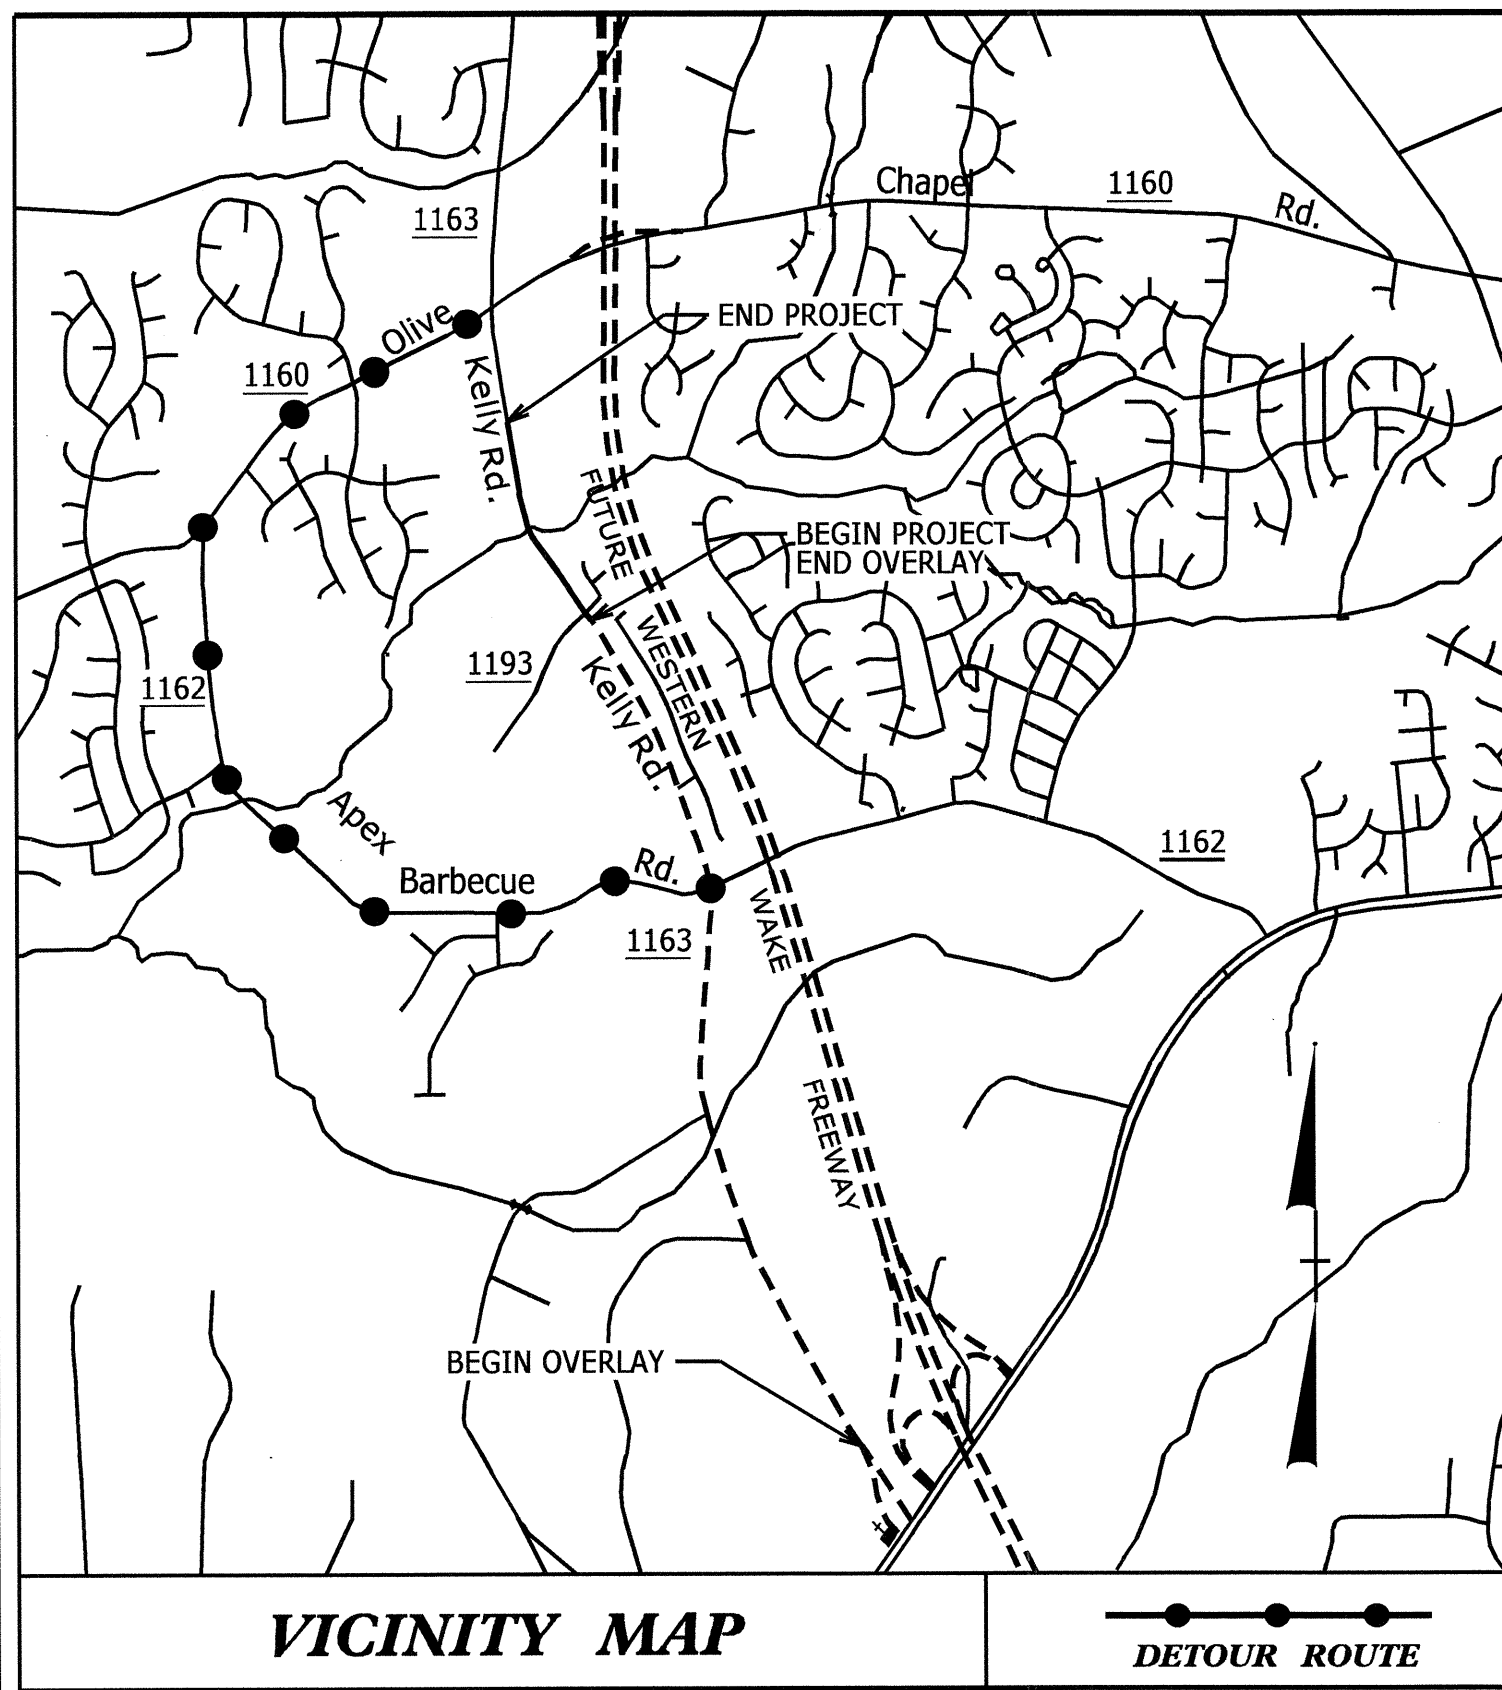 Chapel
1160
Rd.
1163
END PROJECT
Olive
1160
Kelly Rd.
FUTURE
BEGIN PROJECT
END OVERLAY
WESTERN
1193
Kelly Rd.
1162
Apex
1162
Rd.
Barbecue
WAKE
1163
FREEWAY
BEGIN OVERLAY
VICINITY MAP
DETOUR ROUTE